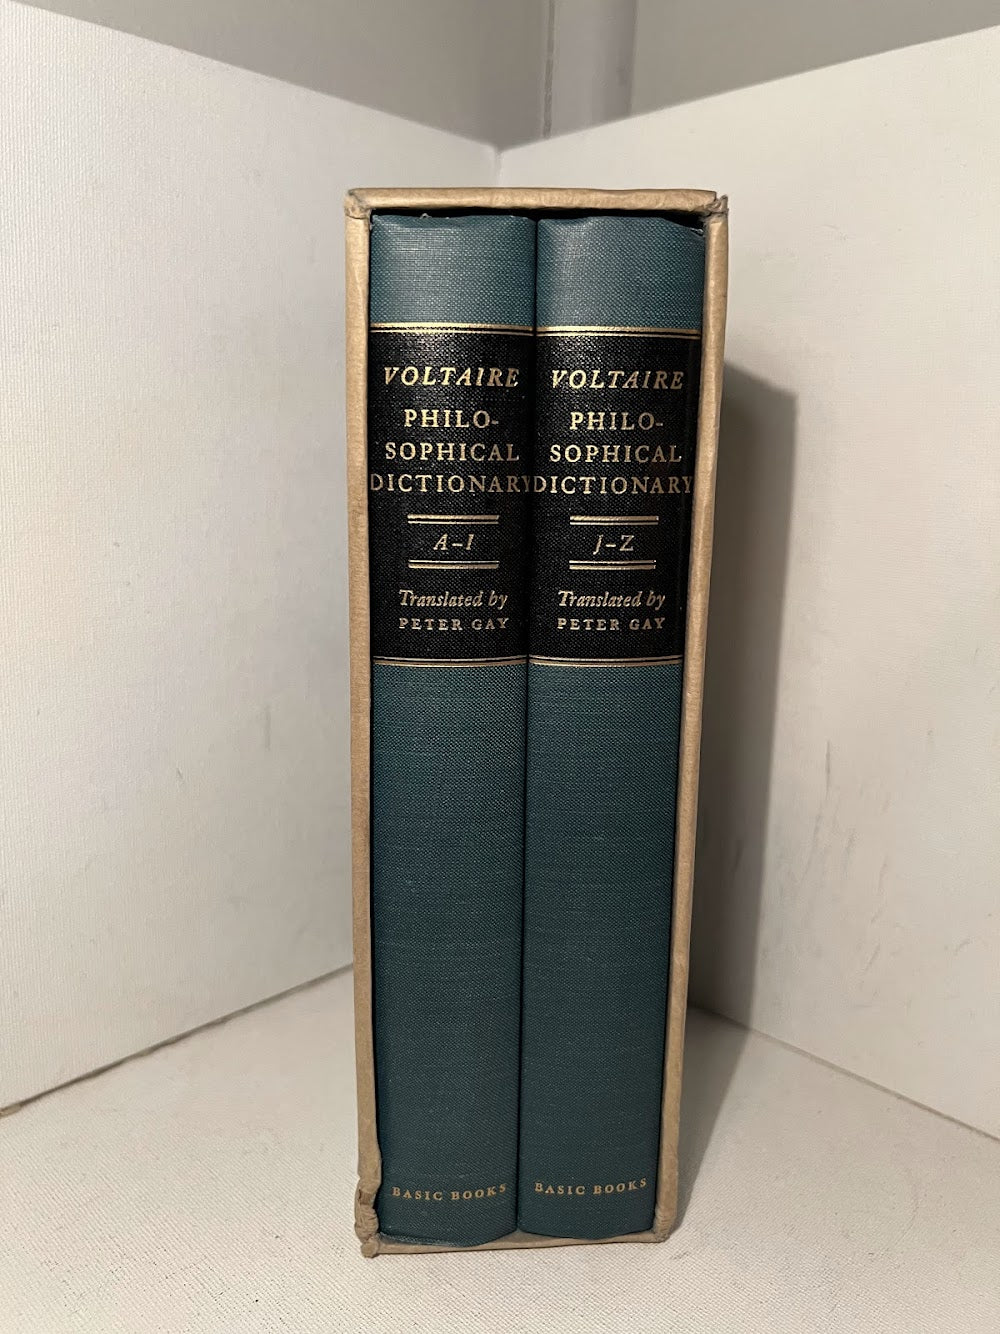 VOLTAIRE
PHILO-
SOPHICAL
DICTIONARY
A-I
Translated by
PETER GAY
BASIC BOOKS
VOLTAIRE
PHILO-
SOPHICAL
DICTIONARY
J-Z
Translated by
PETER GAY
BASIC BOOKS